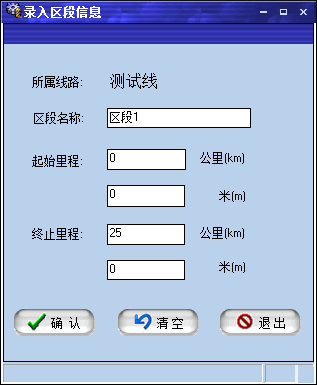 录入区段信息
所属线路: 测试线
区段名称: 区段1
起始里程: 0 公里(km)
0 米(m)
终止里程: 25 公里(km)
0 米(m)
确 认 清 空 退 出